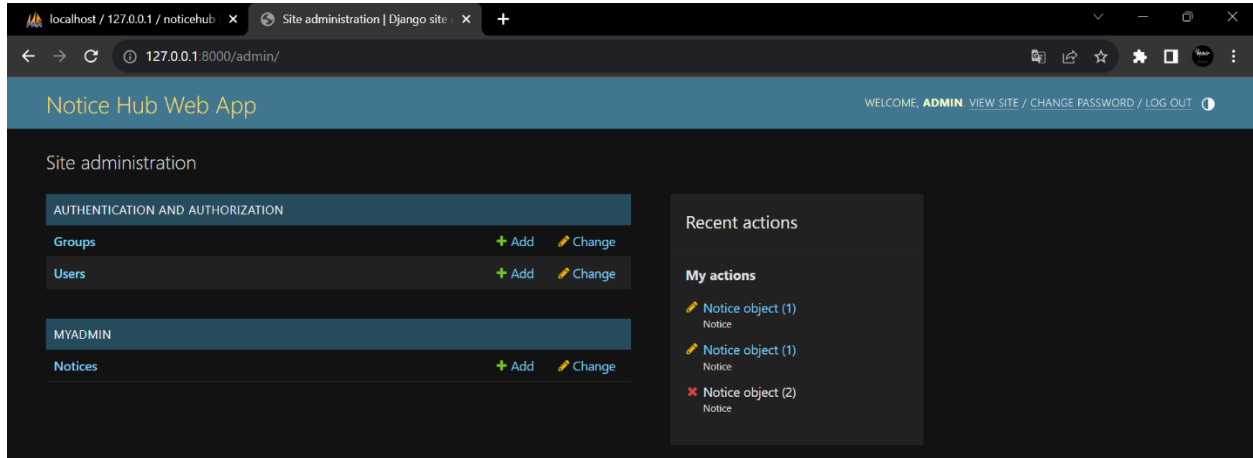 localhost / 127.0.0.1 / noticehub
Site administration | Django site
127.0.0.1:8000/admin/
Notice Hub Web App
WELCOME, ADMIN. VIEW SITE / CHANGE PASSWORD / LOG OUT
Site administration
AUTHENTICATION AND AUTHORIZATION
Groups Add Change
Users Add Change
MYADMIN
Notices Add Change
Recent actions
My actions
Notice object (1)
Notice
Notice object (1)
Notice
Notice object (2)
Notice